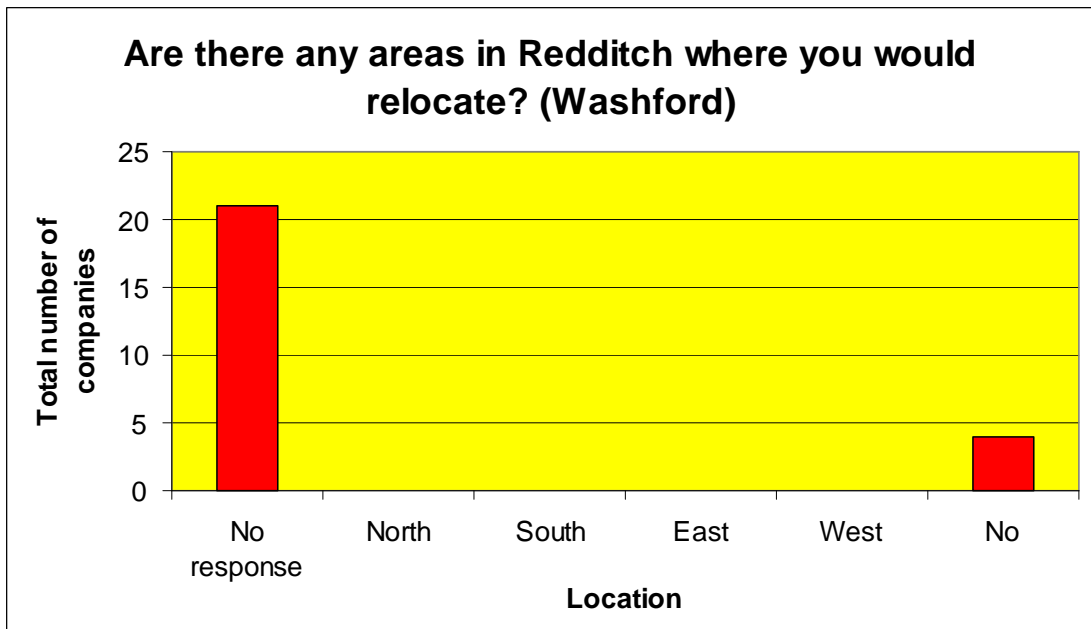 Are there any areas in Redditch where you would
relocate? (Washford)
Total number of
companies
25
20
15
10
5
0
No
response
North
South
East
West
No
Location